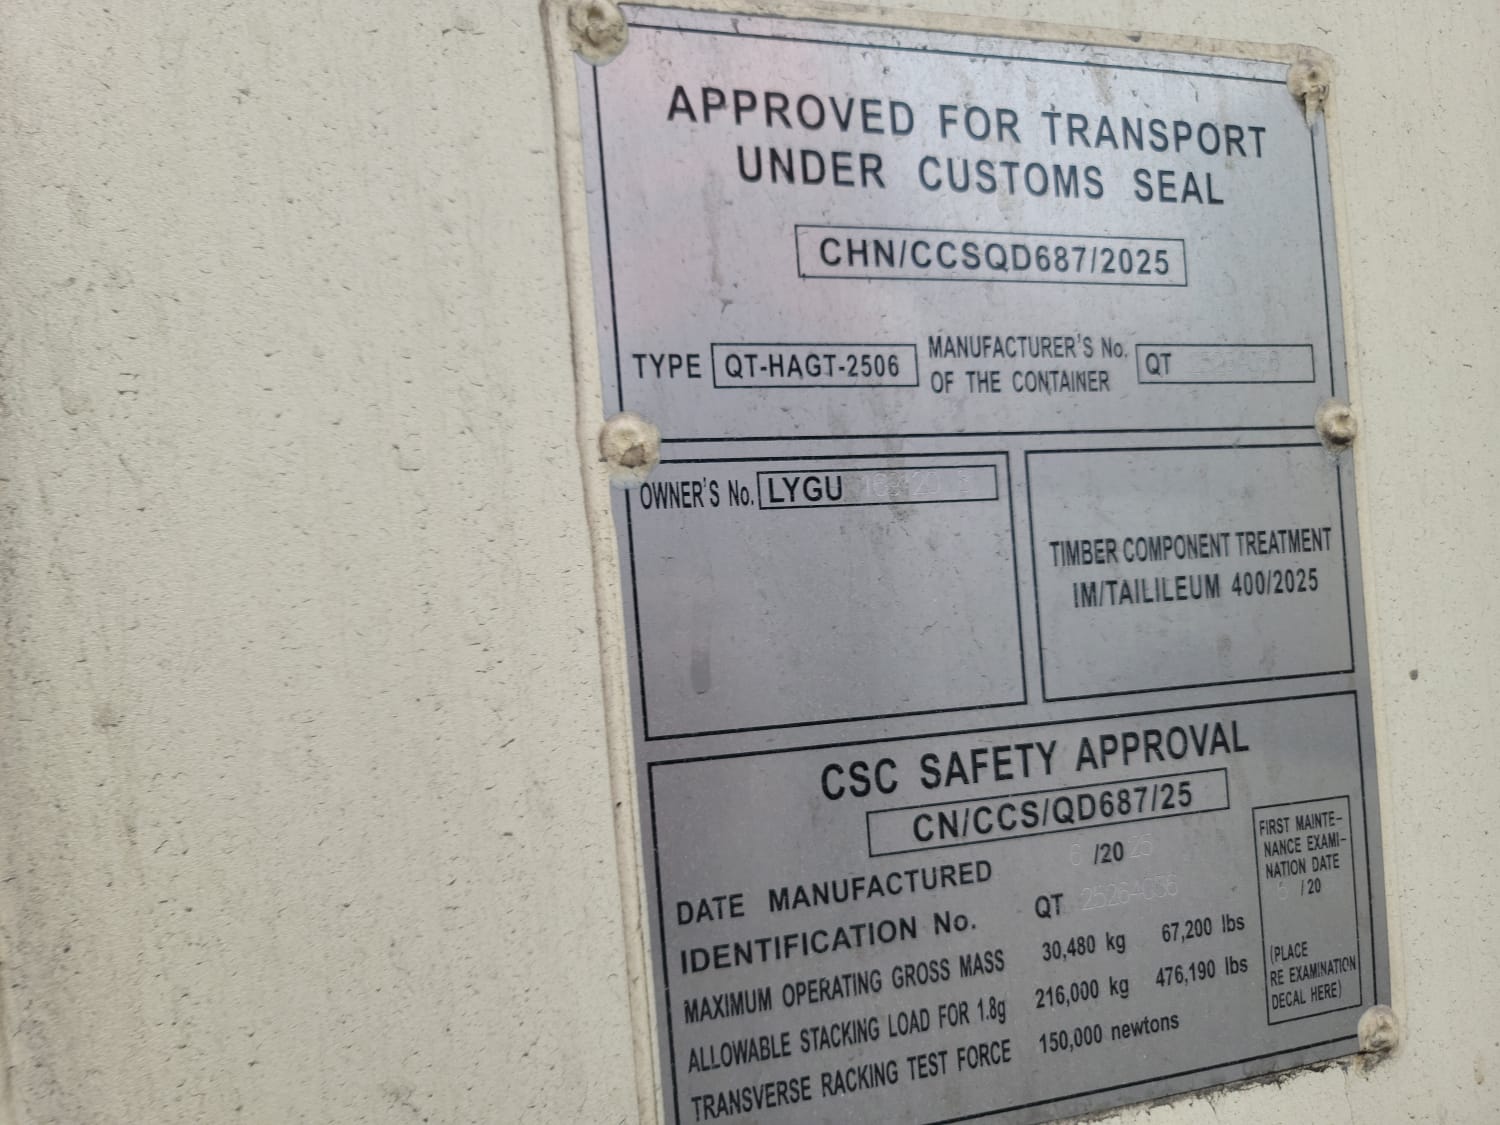 APPROVED FOR TRANSPORT
UNDER CUSTOMS SEAL
CHN/CCSQD687/2025
TYPE QT-HAGT-2506 MANUFACTURER'S No.
OF THE CONTAINER QT
OWNER'S No. LYGU
TIMBER COMPONENT TREATMENT
IM/TAILILEUM 400/2025
CSC SAFETY APPROVAL
CN/CCS/QD687/25
DATE MANUFACTURED 6 /20 25
IDENTIFICATION No. QT 25264036
MAXIMUM OPERATING GROSS MASS 30,480 kg 67,200 lbs
ALLOWABLE STACKING LOAD FOR 1.8g 216,000 kg 476,190 lbs
TRANSVERSE RACKING TEST FORCE 150,000 newtons
FIRST MAINTE-
NANCE EXAMI-
NATION DATE
/20
(PLACE
RE EXAMINATION
DECAL HERE)